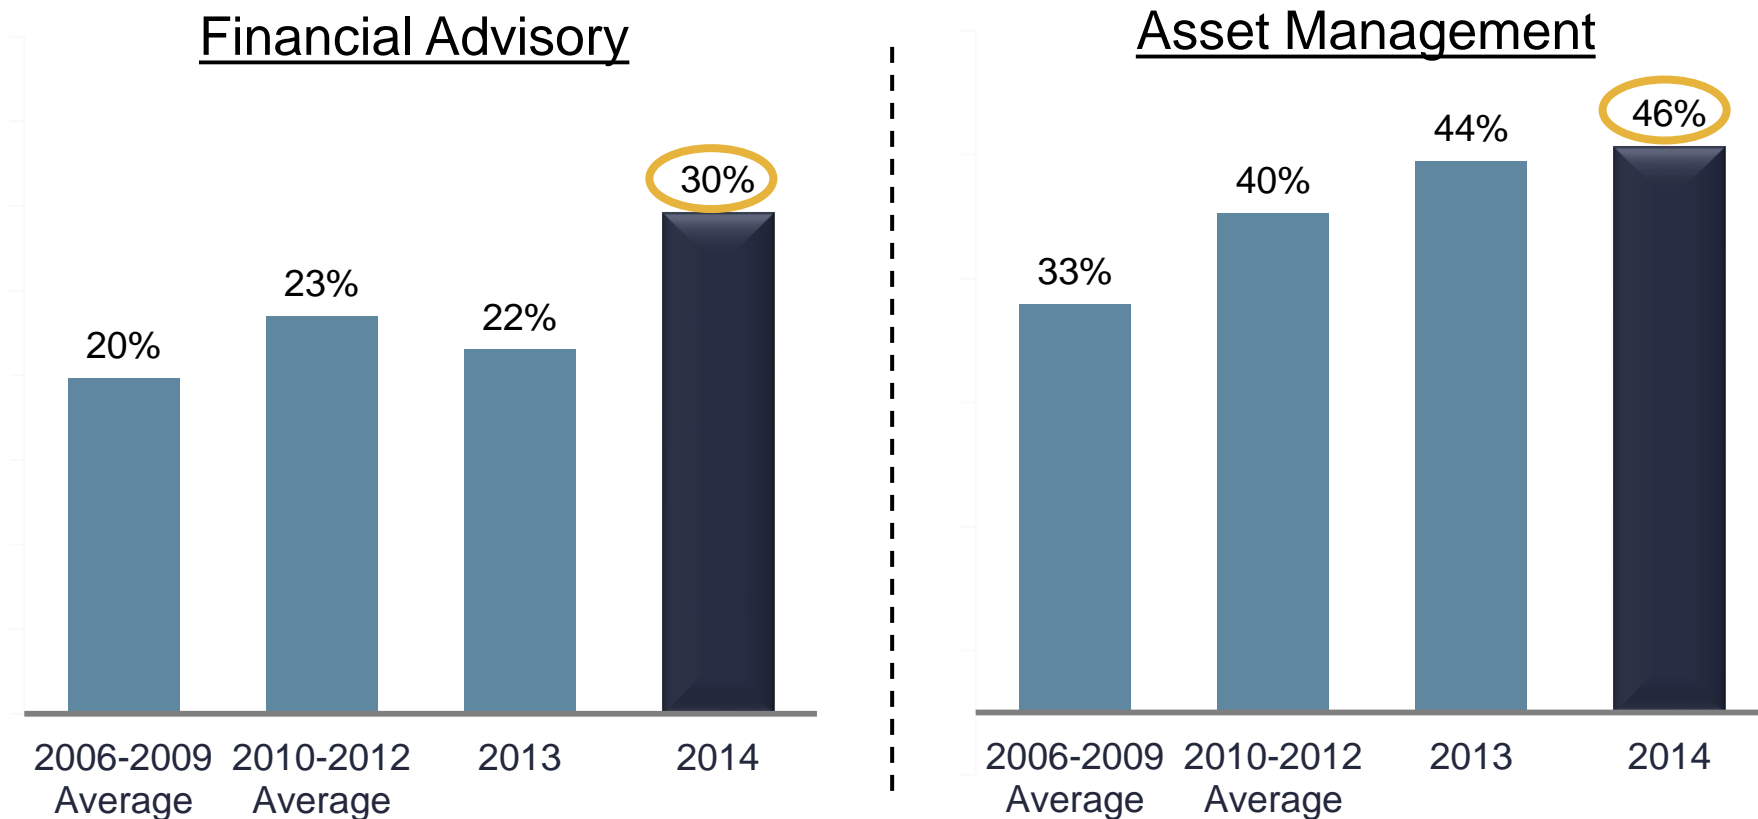 Financial Advisory
30%
23%
22%
20%
2006-2009
Average
2010-2012
Average
2013
2014
Asset Management
46%
44%
40%
33%
2006-2009
Average
2010-2012
Average
2013
2014